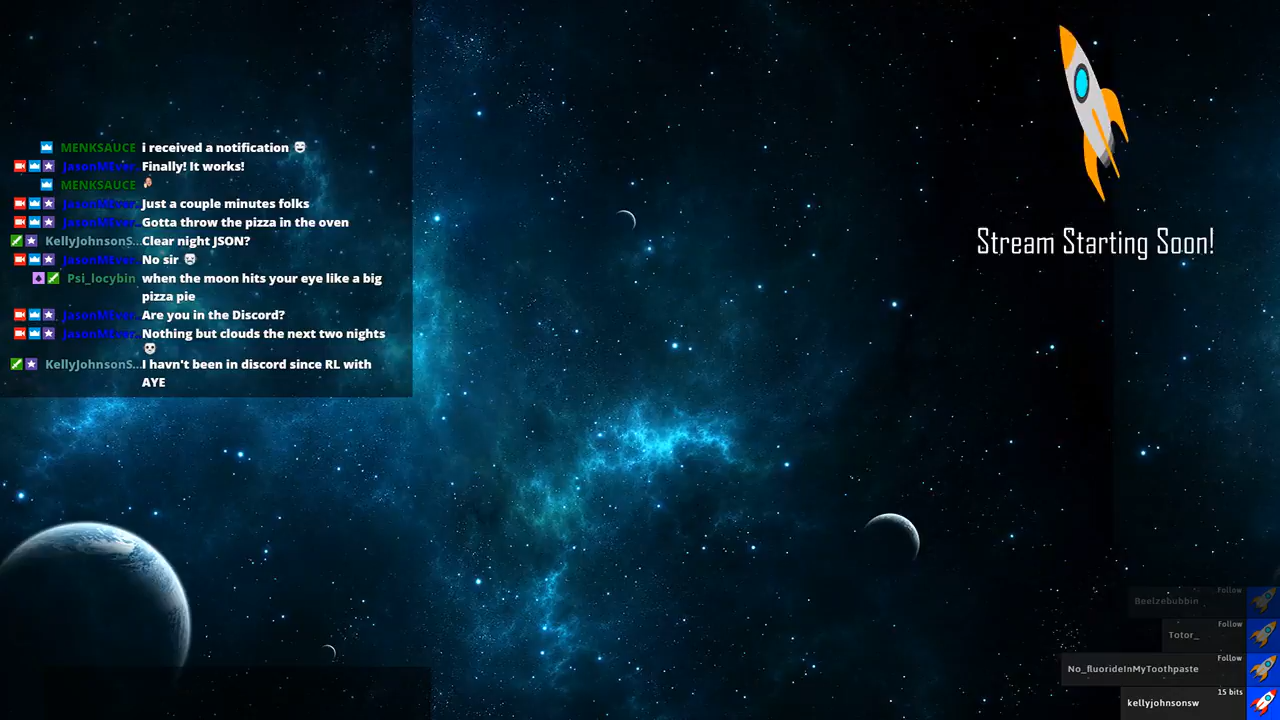 MENKSAUCE i received a notification
JasonMEver.. Finally! It works!
MENKSAUCE
JasonMEver.. Just a couple minutes folks
JasonMEver.. Gotta throw the pizza in the oven
KellyJohnsonS... Clear night JSON?
JasonMEver.. No sir
Psi_locybin when the moon hits your eye like a big
pizza pie
JasonMEver.. Are you in the Discord?
JasonMEver.. Nothing but clouds the next two nights
KellyJohnsonS... I havn't been in discord since RL with
AYE
Stream Starting Soon!
Follow
Beelzebubbin
Follow
Totor_
Follow
No_fluorideInMyToothpaste
15 bits
kellyjohnsonsw